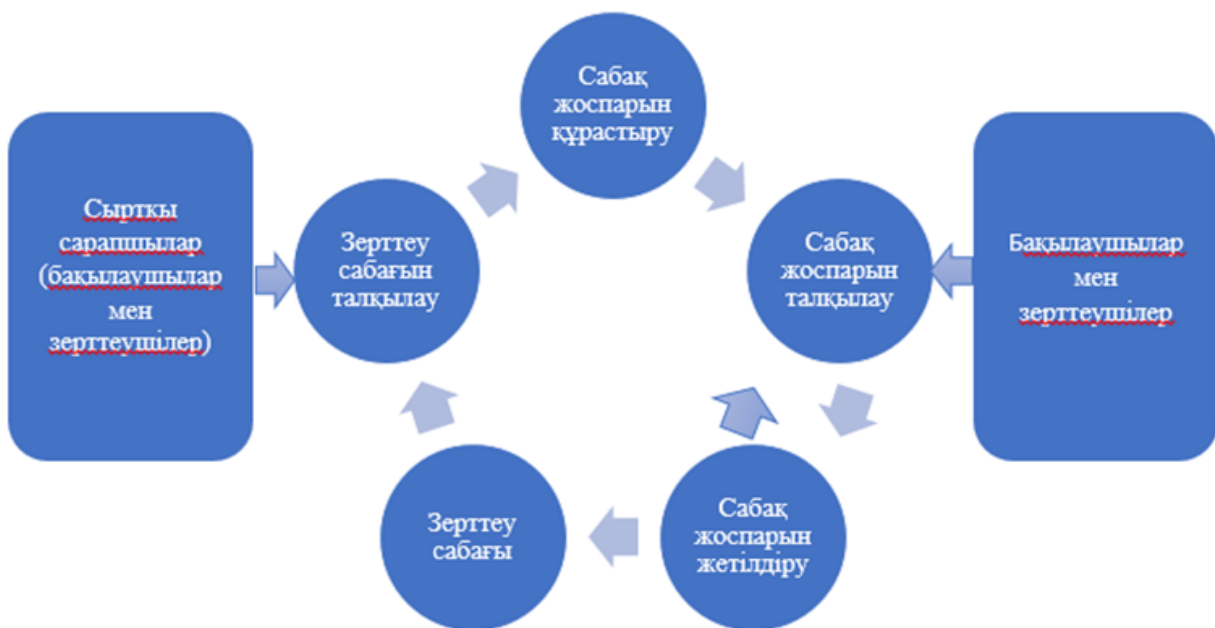 Сабақ
жоспарын
құрастыру
Сыртқы
сарапшылар
(бақылаушылар
мен
зерттеушілер)
Зерттеу
сабағын
талқылау
Сабақ
жоспарын
талқылау
Бақылаушылар
мен
зерттеушілер
Зерттеу
сабағы
Сабақ
жоспарын
жетілдіру